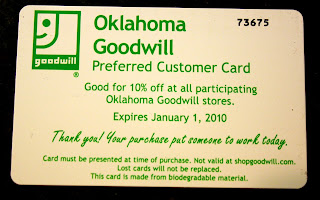 Oklahoma 73675
Goodwill
goodwill ®
Preferred Customer Card
Good for 10% off at all participating
Oklahoma Goodwill stores.
Expires January 1, 2010
Thank you! Your purchase put someone to work today.
Card must be presented at time of purchase. Not valid at shopgoodwill.com.
Lost cards will not be replaced.
This card is made from biodegradable material.